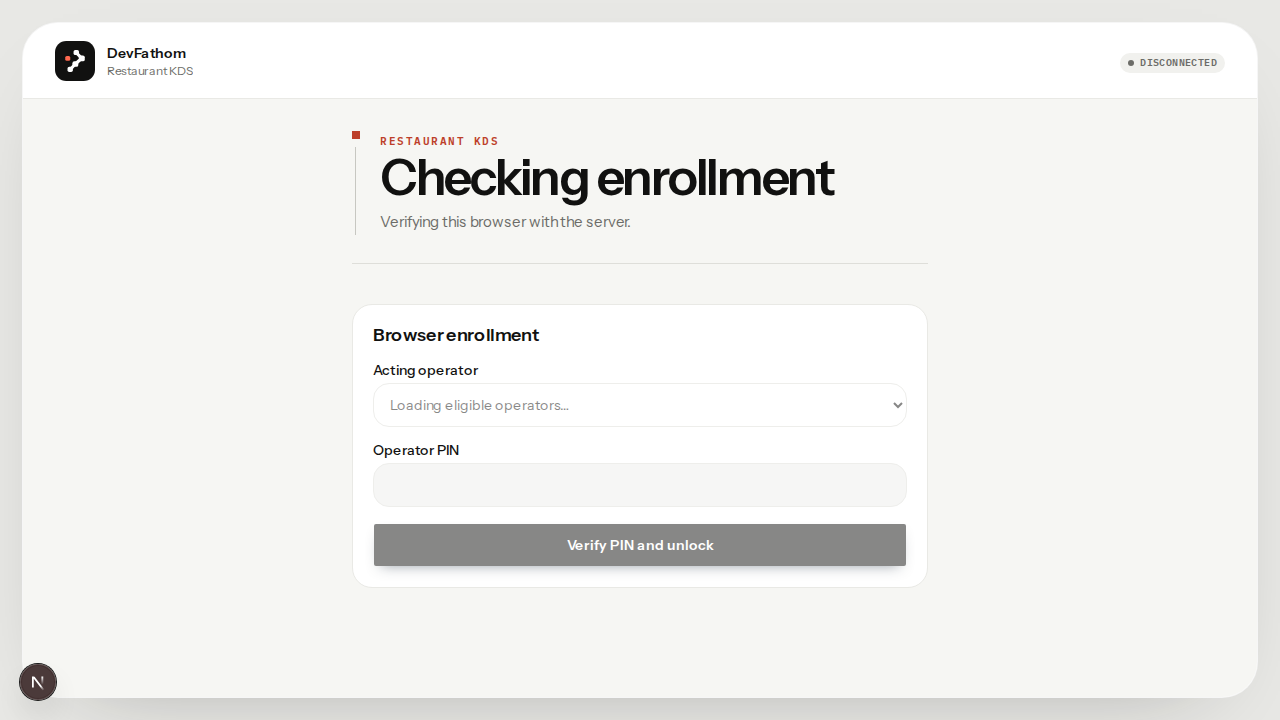 DevFathom
Restaurant KDS
DISCONNECTED
RESTAURANT KDS
Checking enrollment
Verifying this browser with the server.
Browser enrollment
Acting operator
Loading eligible operators...
Operator PIN
Verify PIN and unlock
N